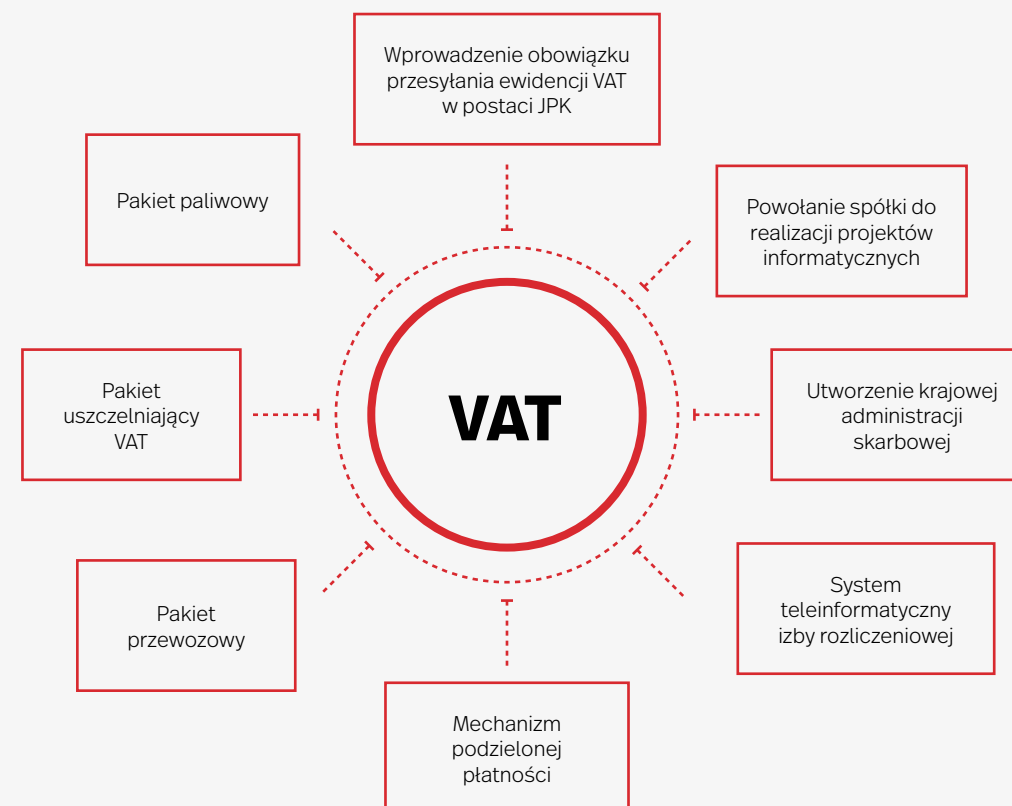 Wprowadzenie obowiązku
przesyłania ewidencji VAT
w postaci JPK
Pakiet paliwowy
Powołanie spółki do
realizacji projektów
informatycznych
Pakiet
uszczelniający
VAT
VAT
Utworzenie krajowej
administracji
skarbowej
Pakiet
przewozowy
System
teleinformatyczny
izby rozliczeniowej
Mechanizm
podzielonej
płatności